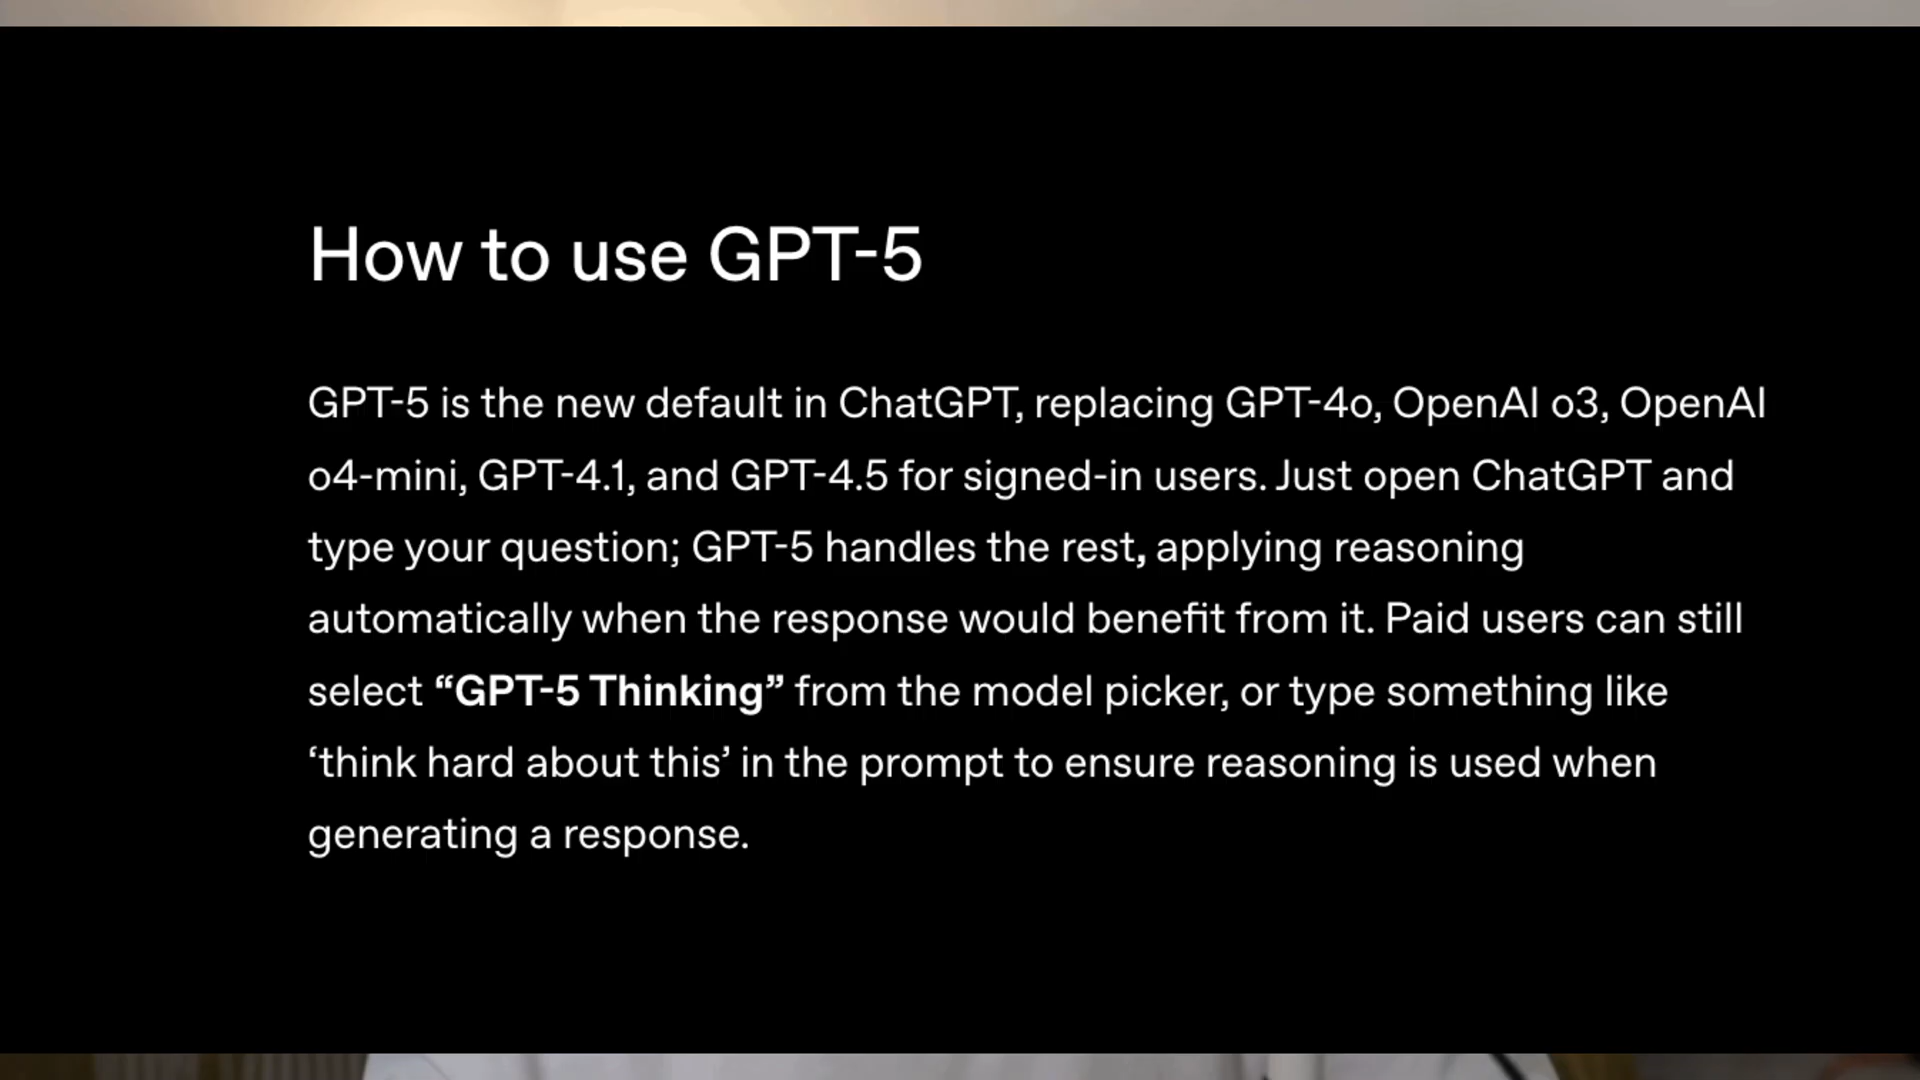 How to use GPT-5
GPT-5 is the new default in ChatGPT, replacing GPT-4o, OpenAI o3, OpenAI
o4-mini, GPT-4.1, and GPT-4.5 for signed-in users. Just open ChatGPT and
type your question; GPT-5 handles the rest, applying reasoning
automatically when the response would benefit from it. Paid users can still
select “GPT-5 Thinking” from the model picker, or type something like
‘think hard about this’ in the prompt to ensure reasoning is used when
generating a response.